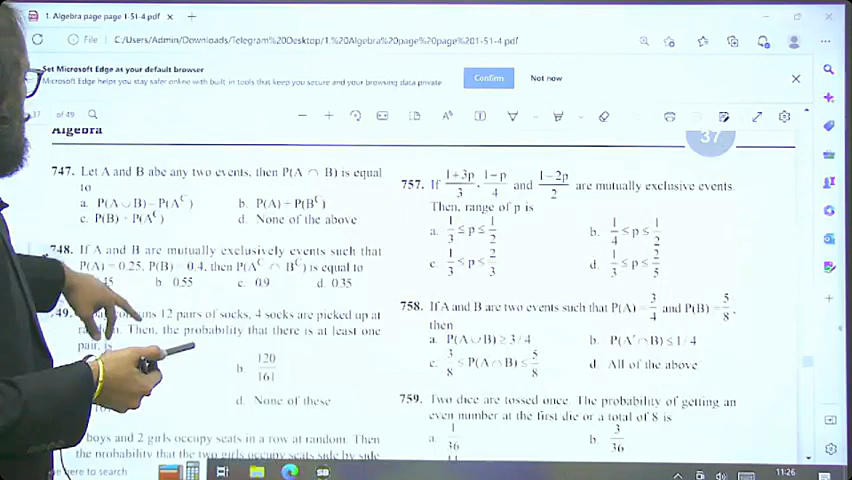 1. Algebra page page 1-51-4.pdf
File C:/Users/Admin/Downloads/Telegram%20Desktop/1.%20Algebra%20page%20page%201-51-4.pdf
Set Microsoft Edge as your default browser
Microsoft Edge helps you stay safer online with built-in tools that keep you secure and your browsing data private
Confirm
Not now
37 of 49
Algebra
37
747. Let A and B abe any two events, then P(A ∩ B) is equal
to
a. P(A ∪ B) – P(A^C)
c. P(B) +
d. None of the above
748. If A and B are mutually exclusively events such that
P(A) = 0.25, P(B) = 0.4, then P(A^C ∩ B^C) is equal to
b. 0.55 c. 0.9 d. 0.35
12 pairs of socks, 4 socks are picked up at
Then, the probability that there is at least one
pair, is
b. 120/161
d. None of these
boys and 2 girls occupy seats in a row at random. Then
the probability that the two girls occupy seats side by side
757. If (1+3p)/3, (1–p)/4 and (1–2p)/2 are mutually exclusive events.
Then, range of p is
a. 1/3 ≤ p ≤ 1/2
b. 1/4 ≤ p ≤ 1/2
c. 1/3 ≤ p ≤ 2/3
d. 1/3 ≤ p ≤ 2/5
758. If A and B are two events such that P(A) = 3/4 and P(B) = 5/8,
then
a. P(A ∪ B) ≥ 3/4 b. P(A′ ∩ B) ≤ 1/4
c. 3/8 ≤ P(A ∩ B) ≤ 5/8 d. All of the above
759. Two dice are tossed once. The probability of getting an
even number at the first die or a total of 8 is
a. 1/36
b. 3/36
here to search
11:26